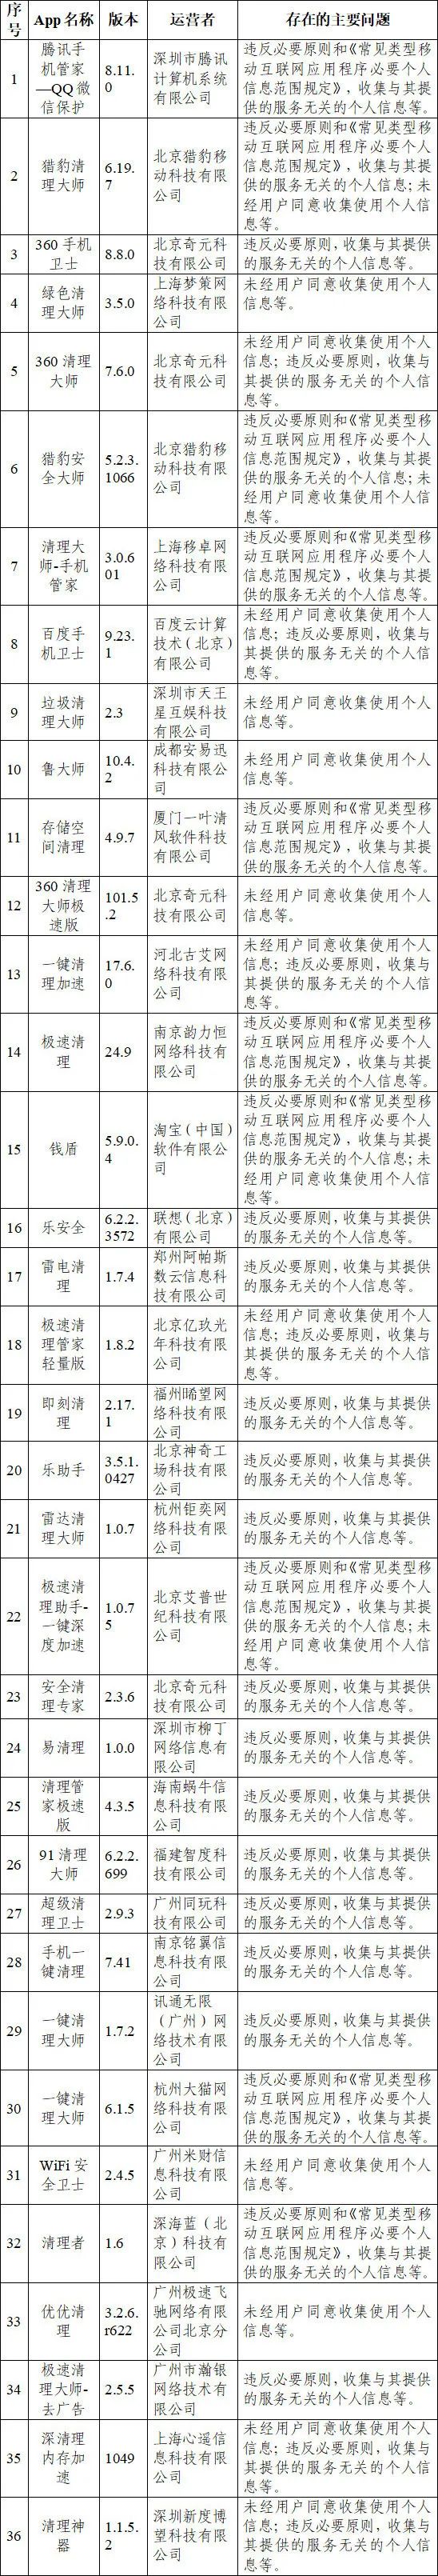 序号 App 名称 版本 运营者 存在的主要问题
1 腾讯手机管家—QQ 微信保护 8.11.0 深圳市腾讯计算机系统有限公司 违反必要原则和《常见类型移动互联网应用程序必要个人信息范围规定》，收集与其提供的服务无关的个人信息等。
2 猎豹清理大师 6.19.7 北京猎豹移动科技有限公司 违反必要原则和《常见类型移动互联网应用程序必要个人信息范围规定》，收集与其提供的服务无关的个人信息；未经用户同意收集使用个人信息等。
3 360 手机卫士 8.8.0 北京奇元科技有限公司 违反必要原则，收集与其提供的服务无关的个人信息等。
4 绿色清理大师 3.5.0 上海梦策网络科技有限公司 未经用户同意收集使用个人信息等。
5 360 清理大师 7.6.0 北京奇元科技有限公司 未经用户同意收集使用个人信息；违反必要原则，收集与其提供的服务无关的个人信息等。
6 猎豹安全大师 5.2.3.1066 北京猎豹移动科技有限公司 违反必要原则和《常见类型移动互联网应用程序必要个人信息范围规定》，收集与其提供的服务无关的个人信息；未经用户同意收集使用个人信息等。
7 清理大师-手机管家 3.0.601 上海移卓网络科技有限公司 违反必要原则和《常见类型移动互联网应用程序必要个人信息范围规定》，收集与其提供的服务无关的个人信息等。
8 百度手机卫士 9.23.1 百度云计算技术（北京）有限公司 未经用户同意收集使用个人信息；违反必要原则，收集与其提供的服务无关的个人信息等。
9 垃圾清理大师 2.3 深圳市天王星互娱科技有限公司 未经用户同意收集使用个人信息等。
10 鲁大师 10.4.2 成都安易迅科技有限公司 未经用户同意收集使用个人信息等。
11 存储空间清理 4.9.7 厦门一叶清风软件科技有限公司 违反必要原则和《常见类型移动互联网应用程序必要个人信息范围规定》，收集与其提供的服务无关的个人信息等。
12 360 清理大师极速版 101.5.2 北京奇元科技有限公司 未经用户同意收集使用个人信息等。
13 一键清理加速 17.6.0 河北古艾网络科技有限公司 未经用户同意收集使用个人信息；违反必要原则，收集与其提供的服务无关的个人信息等。
14 极速清理 24.9 南京韵力恒网络科技有限公司 违反必要原则和《常见类型移动互联网应用程序必要个人信息范围规定》，收集与其提供的服务无关的个人信息等。
15 钱盾 5.9.0.4 淘宝（中国）软件有限公司 违反必要原则和《常见类型移动互联网应用程序必要个人信息范围规定》，收集与其提供的服务无关的个人信息；未经用户同意收集使用个人信息等。
16 乐安全 6.2.2.3572 联想（北京）有限公司 违反必要原则，收集与其提供的服务无关的个人信息等。
17 雷电清理 1.7.4 郑州阿帕斯数云信息科技有限公司 违反必要原则，收集与其提供的服务无关的个人信息等。
18 极速清理管家轻量版 1.8.2 北京亿玖光年科技有限公司 未经用户同意收集使用个人信息；违反必要原则，收集与其提供的服务无关的个人信息等。
19 即刻清理 2.17.1 福州唏望网络科技有限公司 违反必要原则，收集与其提供的服务无关的个人信息等。
20 乐助手 3.5.1.0427 北京神奇工场科技有限公司 违反必要原则，收集与其提供的服务无关的个人信息等。
21 雷达清理大师 1.0.7 杭州钜奕网络科技有限公司 违反必要原则，收集与其提供的服务无关的个人信息等。
22 极速清理助手-一键深度加速 1.0.75 北京艾普世纪科技有限公司 违反必要原则和《常见类型移动互联网应用程序必要个人信息范围规定》，收集与其提供的服务无关的个人信息；未经用户同意收集使用个人信息等。
23 安全清理专家 2.3.6 北京奇元科技有限公司 违反必要原则，收集与其提供的服务无关的个人信息等。
24 易清理 1.0.0 深圳市柳丁网络信息有限公司 违反必要原则，收集与其提供的服务无关的个人信息等。
25 清理管家极速版 4.3.5 海南蜗牛信息科技有限公司 违反必要原则，收集与其提供的服务无关的个人信息等。
26 91 清理大师 6.2.2.699 福建智度科技有限公司 违反必要原则，收集与其提供的服务无关的个人信息等。
27 超级清理卫士 2.9.3 广州同玩科技有限公司 违反必要原则，收集与其提供的服务无关的个人信息等。
28 手机一键清理 7.41 南京铭翼信息科技有限公司 违反必要原则，收集与其提供的服务无关的个人信息等。
29 一键清理大师 1.7.2 讯通无限（广州）网络技术有限公司 违反必要原则，收集与其提供的服务无关的个人信息等。
30 一键清理大师 6.1.5 杭州大猫网络科技有限公司 违反必要原则和《常见类型移动互联网应用程序必要个人信息范围规定》，收集与其提供的服务无关的个人信息等。
31 WiFi 安全卫士 2.4.5 广州米财信息科技有限公司 未经用户同意收集使用个人信息等。
32 清理者 1.6 深海蓝（北京）科技有限公司 违反必要原则和《常见类型移动互联网应用程序必要个人信息范围规定》，收集与其提供的服务无关的个人信息等。
33 优优清理 3.2.6.r622 广州极速飞驰网络有限公司北京分公司 未经用户同意收集使用个人信息等。
34 极速清理大师-去广告 2.5.5 广州市瀚银网络技术有限公司 违反必要原则，收集与其提供的服务无关的个人信息等。
35 深清理内存加速 1049 上海心遥信息科技有限公司 未经用户同意收集使用个人信息；违反必要原则，收集与其提供的服务无关的个人信息等。
36 清理神器 1.1.5.2 深圳新度博望科技有限公司 未经用户同意收集使用个人信息；违反必要原则，收集与其提供的服务无关的个人信息等。